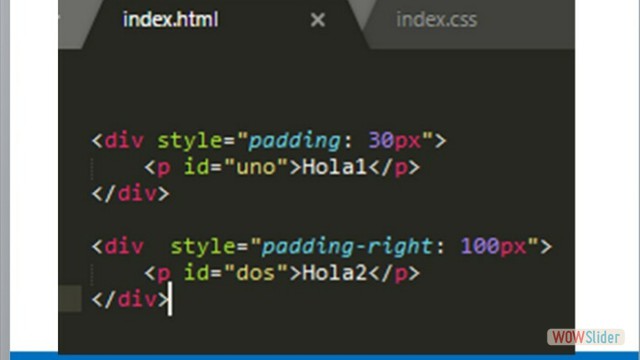 index.html × index.css
<div style="padding: 30px">
<p id="uno">Hola1</p>
</div>
<div  style="padding-right: 100px">
<p id="dos">Hola2</p>
</div>
WOWSlider